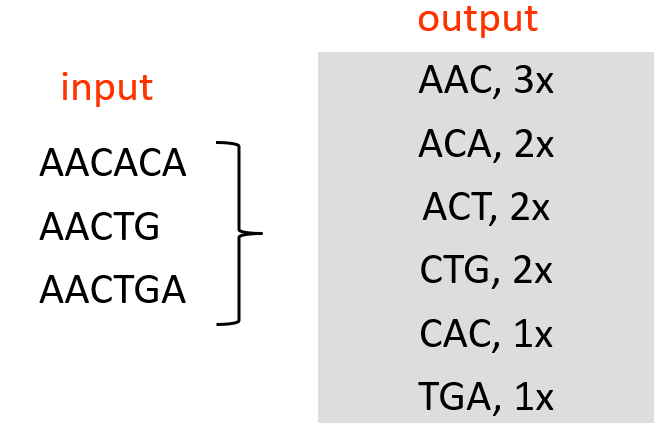 input
AACACA
AACTG
AACTGA
output
AAC, 3x
ACA, 2x
ACT, 2x
CTG, 2x
CAC, 1x
TGA, 1x